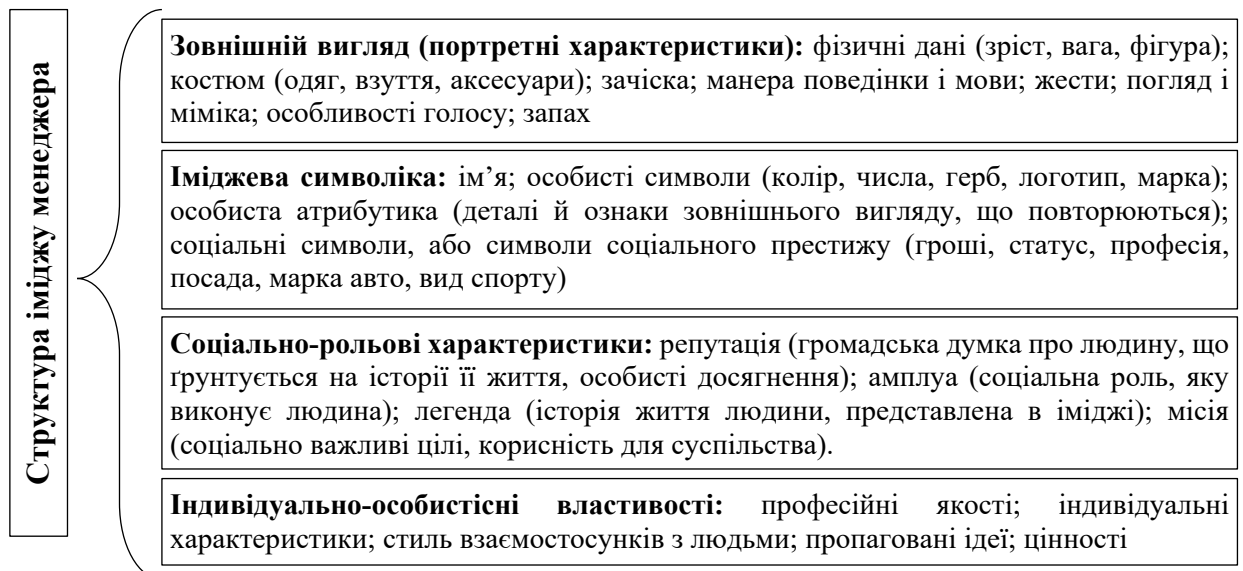 Структура іміджу менеджера
Зовнішній вигляд (портретні характеристики): фізичні дані (зріст, вага, фігура);
костюм (одяг, взуття, аксесуари); зачіска; манера поведінки і мови; жести; погляд і
міміка; особливості голосу; запах
Іміджева символіка: ім’я; особисті символи (колір, числа, герб, логотип, марка);
особиста атрибутика (деталі й ознаки зовнішнього вигляду, що повторюються);
соціальні символи, або символи соціального престижу (гроші, статус, професія,
посада, марка авто, вид спорту)
Соціально-рольові характеристики: репутація (громадська думка про людину, що
ґрунтується на історії її життя, особисті досягнення); амплуа (соціальна роль, яку
виконує людина); легенда (історія життя людини, представлена в іміджі); місія
(соціально важливі цілі, корисність для суспільства).
Індивідуально-особистісні властивості: професійні якості; індивідуальні
характеристики; стиль взаємостосунків з людьми; пропаговані ідеї; цінності